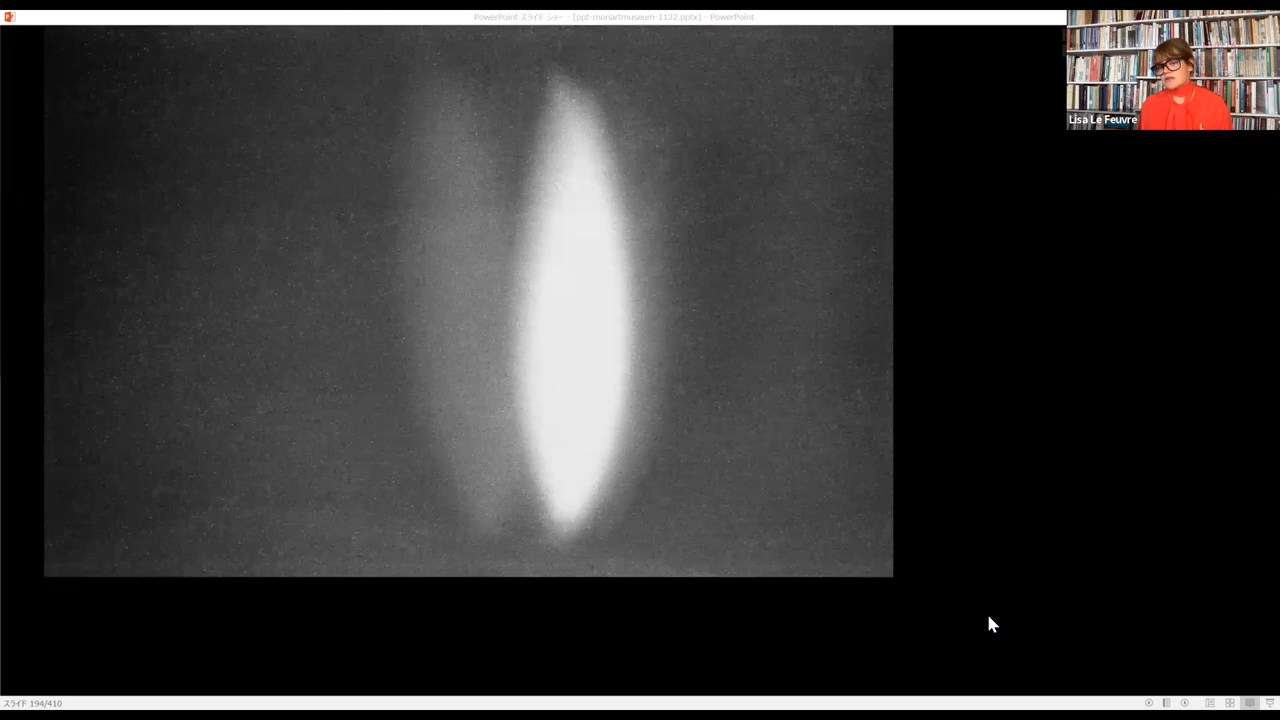 PowerPoint スライド ショー - [ppt-moriartmuseum-1122.pptx] - PowerPoint
Lisa Le Feuvre
スライド 194/410